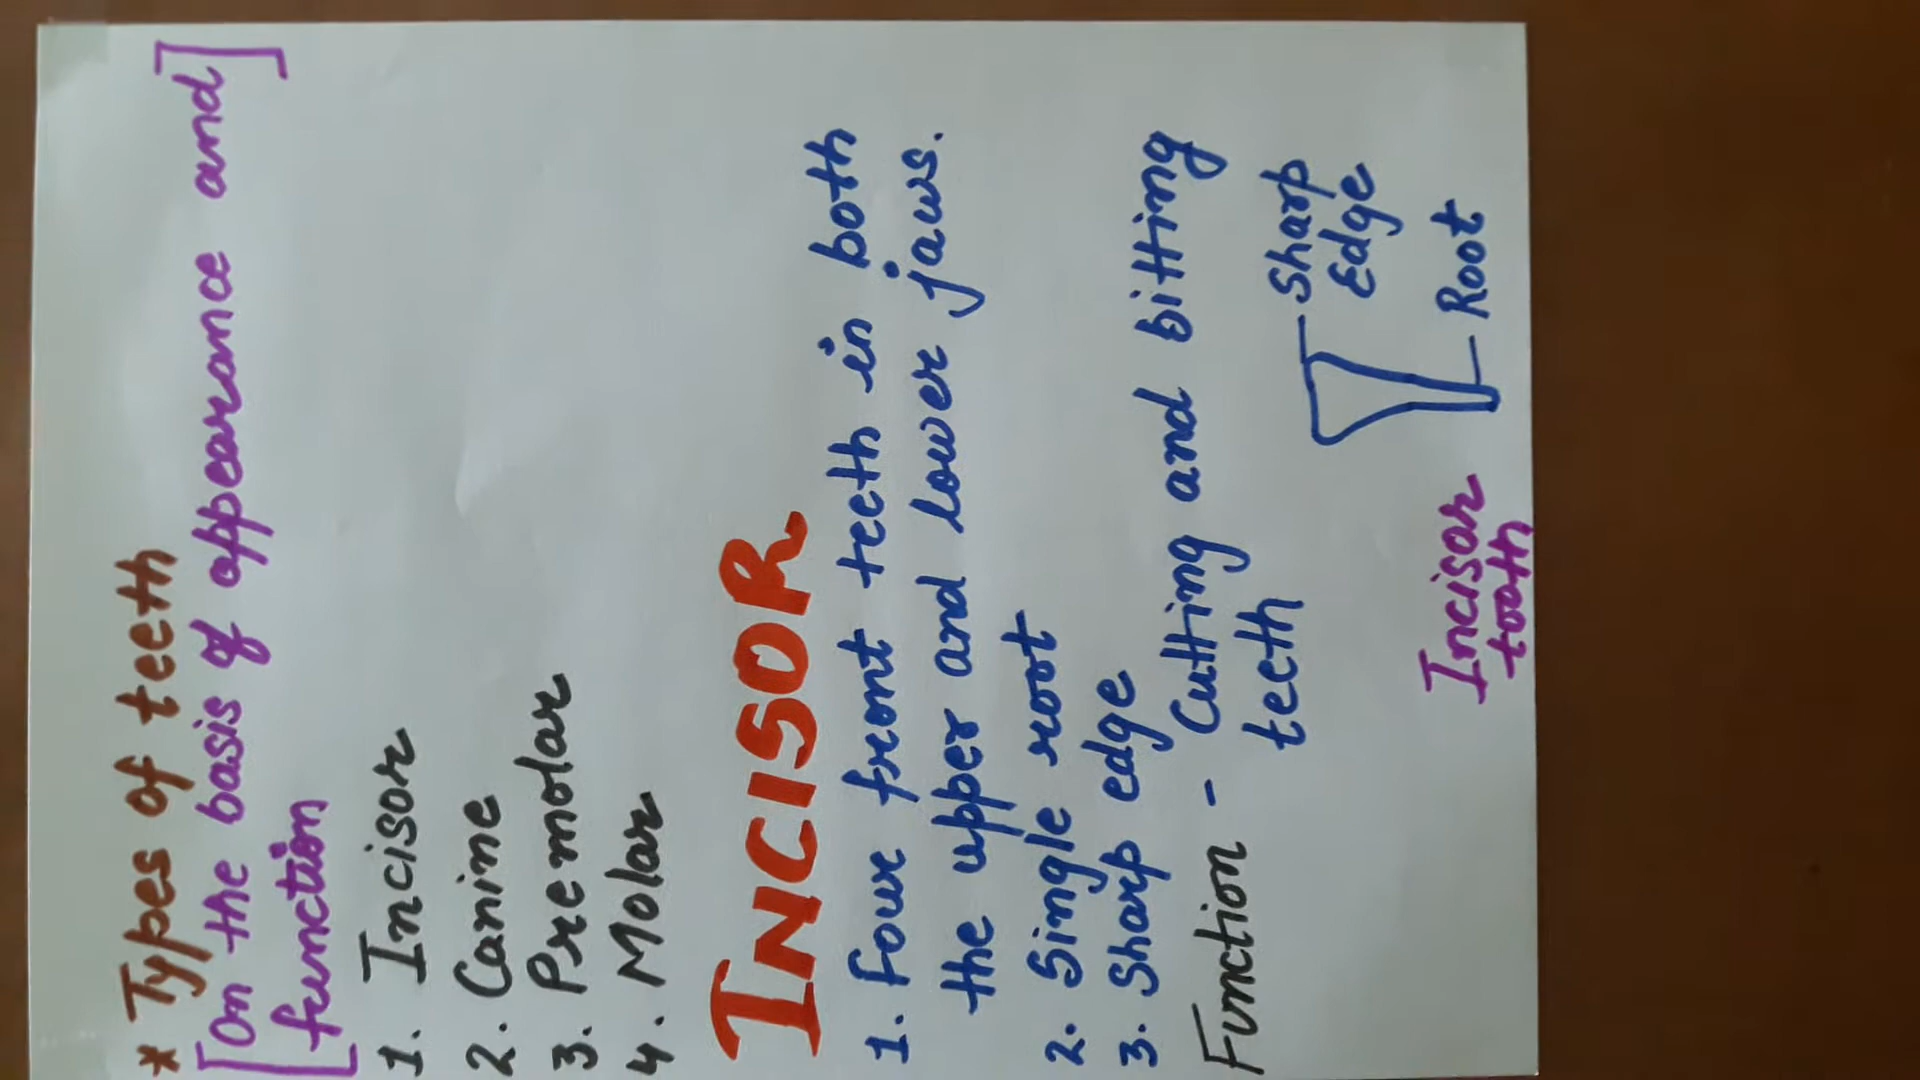 * Types of teeth
[On the basis of appearance and
function]
1. Incisor
2. Canine
3. Premolar
4. Molar
INCISOR
1. four front teeth in both
the upper and lower jaws.
2. Single root
3. Sharp edge
Function - Cutting and bitting
teeth
Sharp
Edge
Root
Incisor
tooth